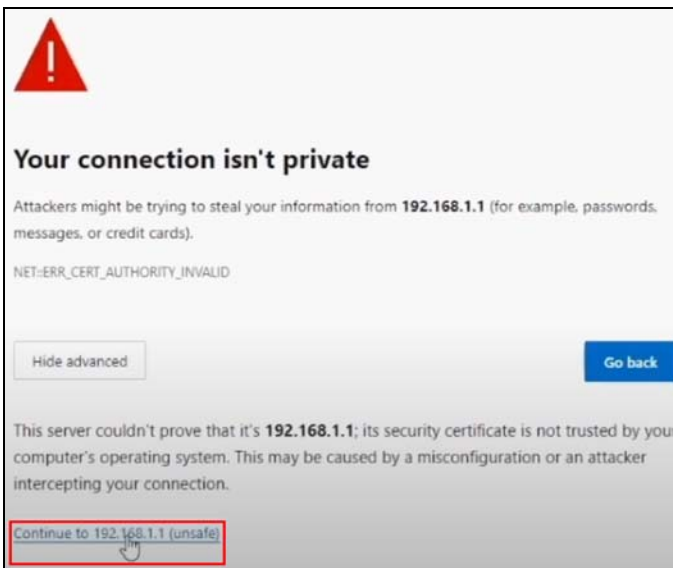 Your connection isn't private
Attackers might be trying to steal your information from 192.168.1.1 (for example, passwords,
messages, or credit cards).
NET::ERR_CERT_AUTHORITY_INVALID
Hide advanced
Go back
This server couldn't prove that it's 192.168.1.1; its security certificate is not trusted by your
computer's operating system. This may be caused by a misconfiguration or an attacker
intercepting your connection.
Continue to 192.168.1.1 (unsafe)